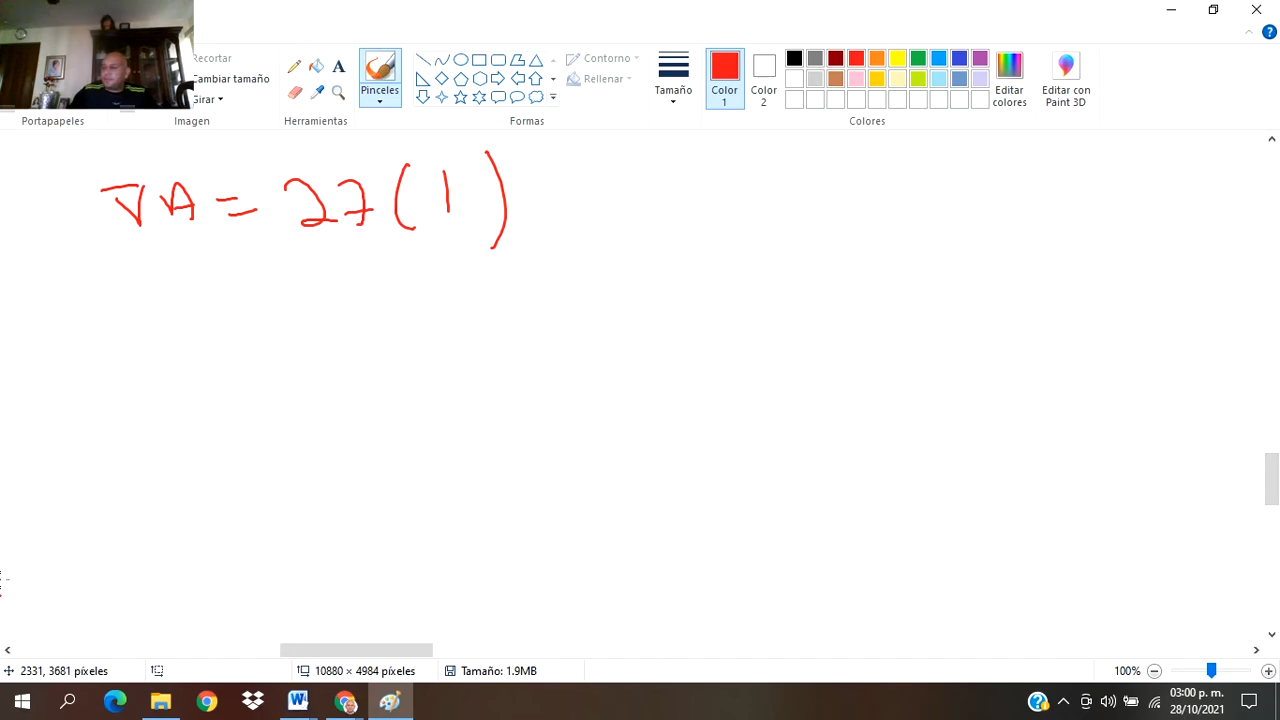 Recortar
Cambiar tamaño
Girar
Portapapeles
Imagen
Herramientas
Pinceles
Contorno
Rellenar
Formas
Tamaño
Color 1
Color 2
Editar colores
Editar con Paint 3D
Colores
∇A = 27(1)
2331, 3681 píxeles
10880 × 4984 píxeles
Tamaño: 1.9MB
100%
03:00 p. m.
28/10/2021